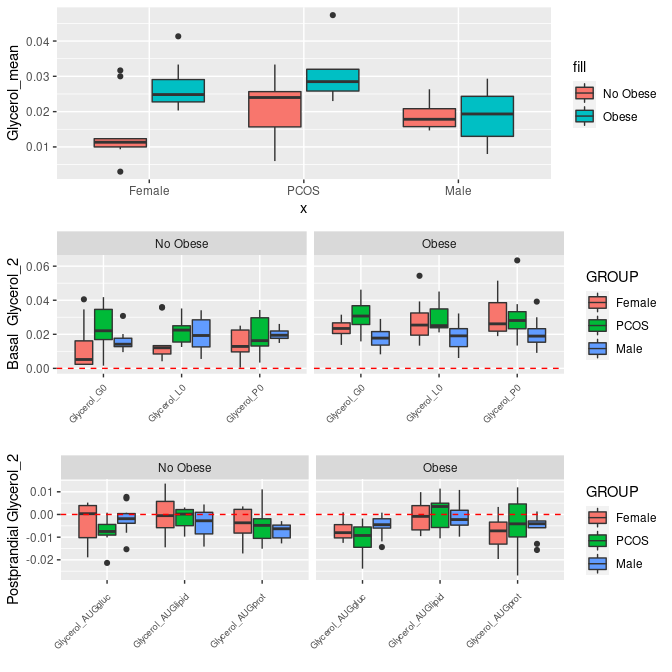 Glycerol_mean
0.04
0.03
0.02
0.01
Female
PCOS
Male
x
fill
No Obese
Obese
Basal Glycerol_2
No Obese
Obese
0.06
0.04
0.02
0.00
Glycerol_G0
Glycerol_L0
Glycerol_P0
Glycerol_G0
Glycerol_L0
Glycerol_P0
GROUP
Female
PCOS
Male
Postprandial Glycerol_2
No Obese
Obese
0.01
0.00
-0.01
-0.02
Glycerol_AUGgluc
Glycerol_AUGlipid
Glycerol_AUGprot
Glycerol_AUGgluc
Glycerol_AUGlipid
Glycerol_AUGprot
GROUP
Female
PCOS
Male